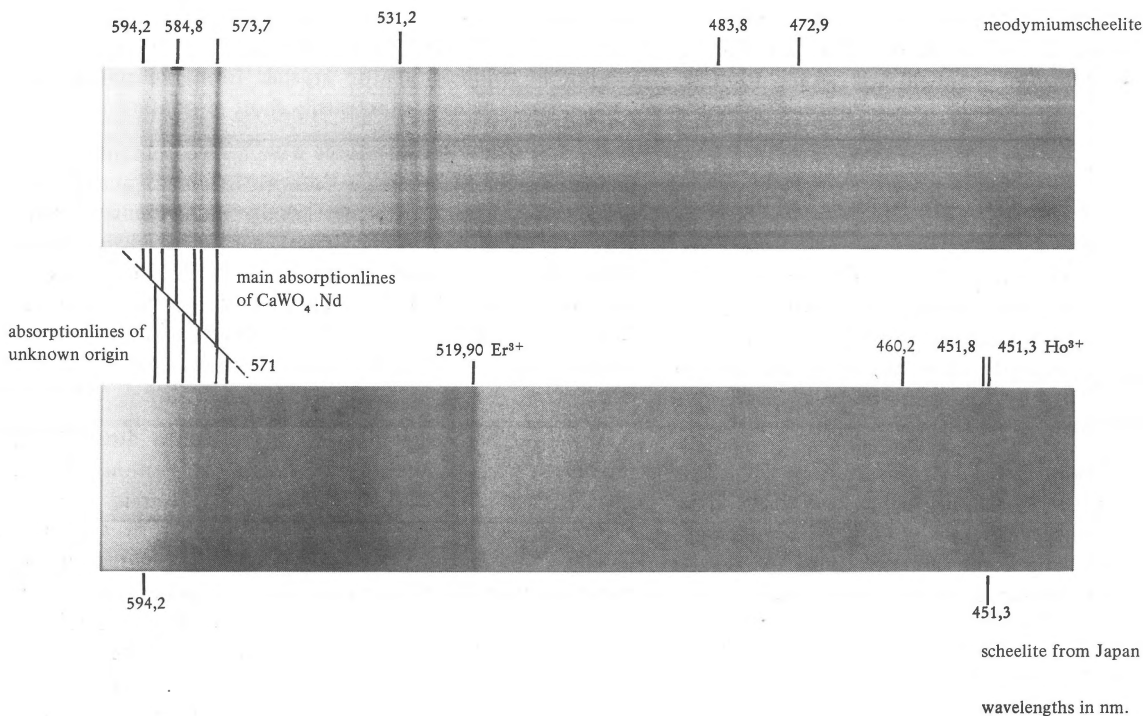 594,2 584,8 573,7 531,2 483,8 472,9 neodymiumscheelite
main absorptionlines
of CaWO₄.Nd
absorptionlines of
unknown origin
571
519,90 Er³⁺ 460,2 451,8 451,3 Ho³⁺
594,2
451,3
scheelite from Japan
wavelengths in nm.